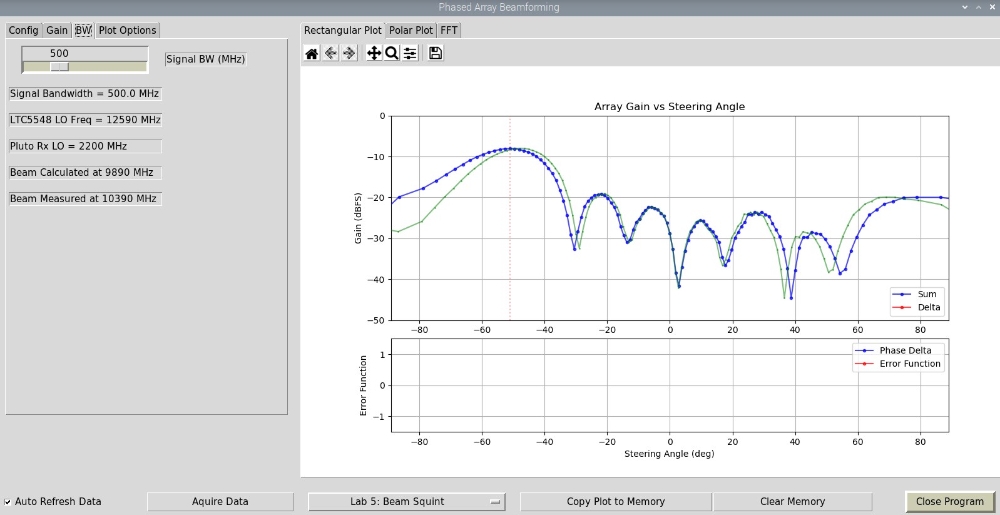 Phased Array Beamforming
Config Gain BW Plot Options
500
Signal BW (MHz)
Signal Bandwidth = 500.0 MHz
LTC5548 LO Freq = 12590 MHz
Pluto Rx LO = 2200 MHz
Beam Calculated at 9890 MHz
Beam Measured at 10390 MHz
Rectangular Plot Polar Plot FFT
Array Gain vs Steering Angle
Gain (dBFS)
0
−10
−20
−30
−40
−50
Sum
Delta
−80 −60 −40 −20 0 20 40 60 80
Error Function
1
0
−1
Phase Delta
Error Function
−80 −60 −40 −20 0 20 40 60 80
Steering Angle (deg)
Auto Refresh Data
Aquire Data
Lab 5: Beam Squint
Copy Plot to Memory
Clear Memory
Close Program